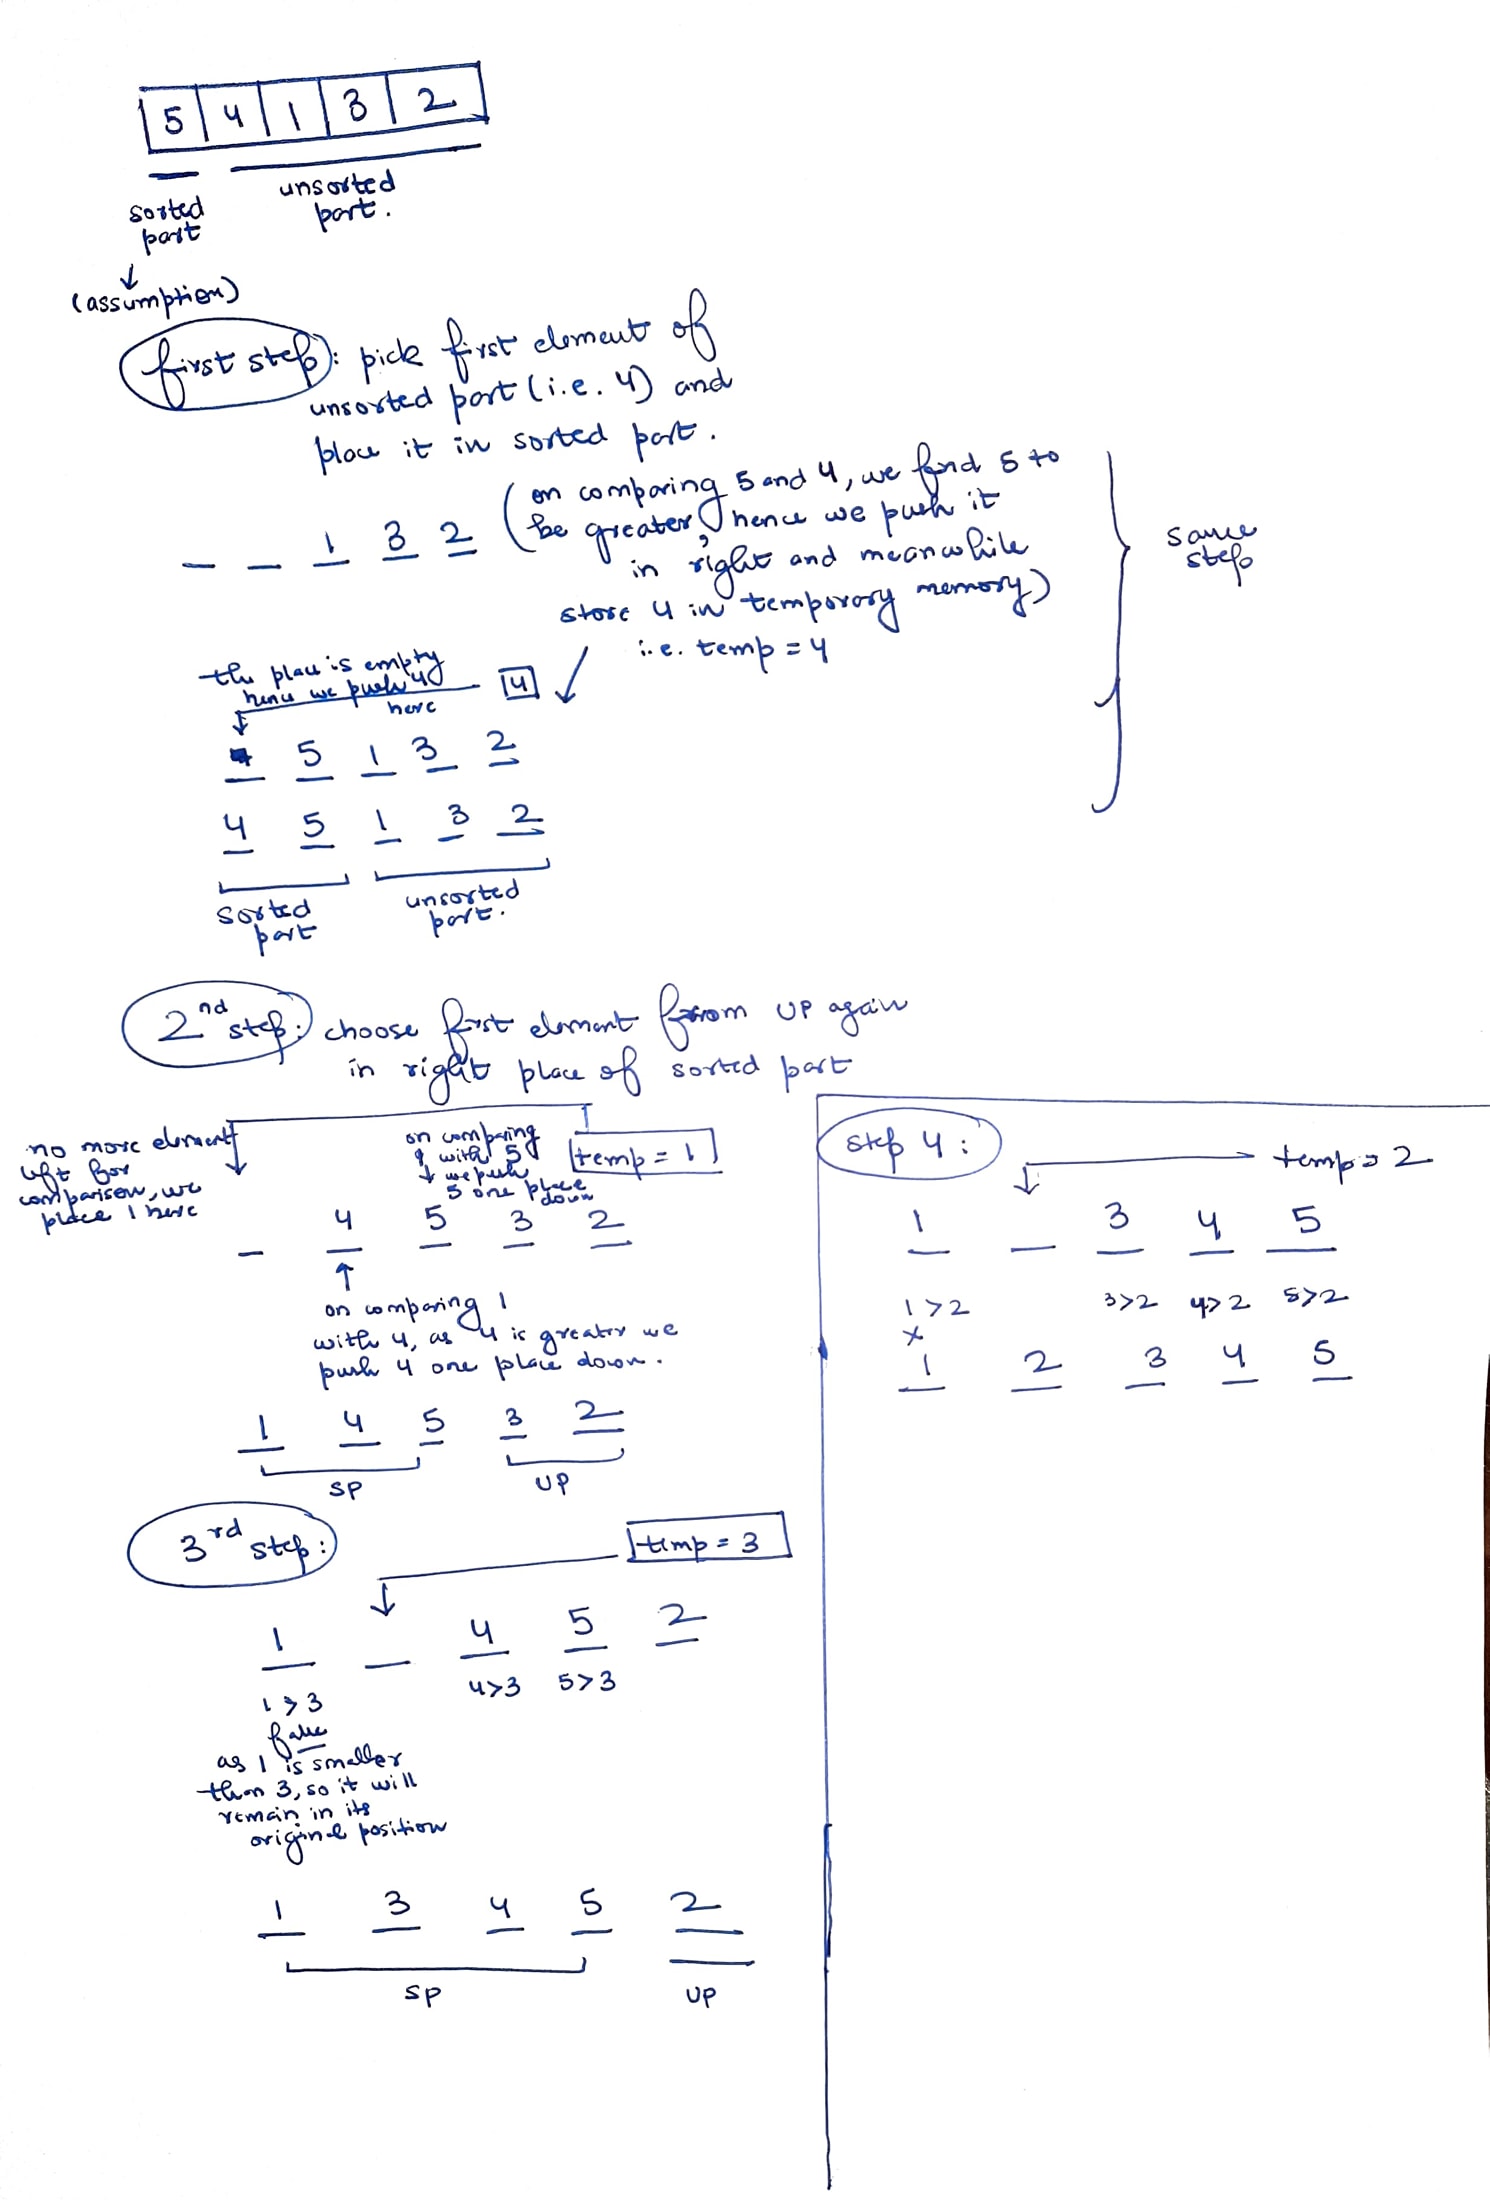 5 4 1 3 2
sorted
part
unsorted
part.
(assumption)
first step: pick first element of
unsorted part (i.e. 4) and
place it in sorted part.
_ _ 1 3 2
(on comparing 5 and 4, we find 5 to
be greater, hence we push it
in right and meanwhile
store 4 in temporary memory)
i.e. temp = 4
same
step
the place is empty
hence we push 4
here
4
5 1 3 2
4 5 1 3 2
sorted
part
unsorted
part.
2nd step: choose first element from UP again
in right place of sorted part
no more element
left for
comparison, we
place 1 here
on comparing
1 with 5
we push
5 one place
down
temp = 1
_ 4 5 3 2
on comparing 1
with 4, as 4 is greater we
push 4 one place down.
1 4 5 3 2
SP
UP
3rd step:
temp = 3
1 _ 4 5 2
1 > 3
4>3
5>3
false
as 1 is smaller
than 3, so it will
remain in its
original position
1 3 4 5 2
SP
UP
step 4:
temp = 2
1 _ 3 4 5
1 > 2
3>2
4>2
5>2
x
1 2 3 4 5